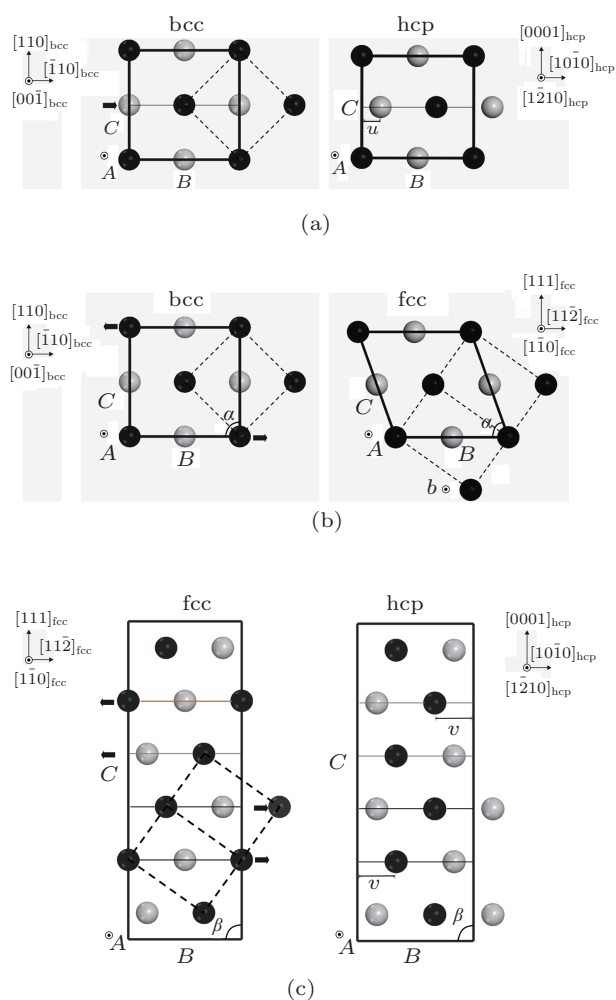 bcc
hcp
[110]bcc
[1̄10]bcc
[001̄]bcc
C
A
B
[0001]hcp
[101̄0]hcp
[12̄10]hcp
C
u
A
B
(a)
bcc
fcc
[110]bcc
[1̄10]bcc
[001̄]bcc
C
α
A
B
[111]fcc
[112̄]fcc
[11̄0]fcc
C
α
A
B
b
(b)
fcc
hcp
[111]fcc
[112̄]fcc
[11̄0]fcc
C
β
A
B
[0001]hcp
[101̄0]hcp
[12̄10]hcp
v
C
v
β
A
B
(c)